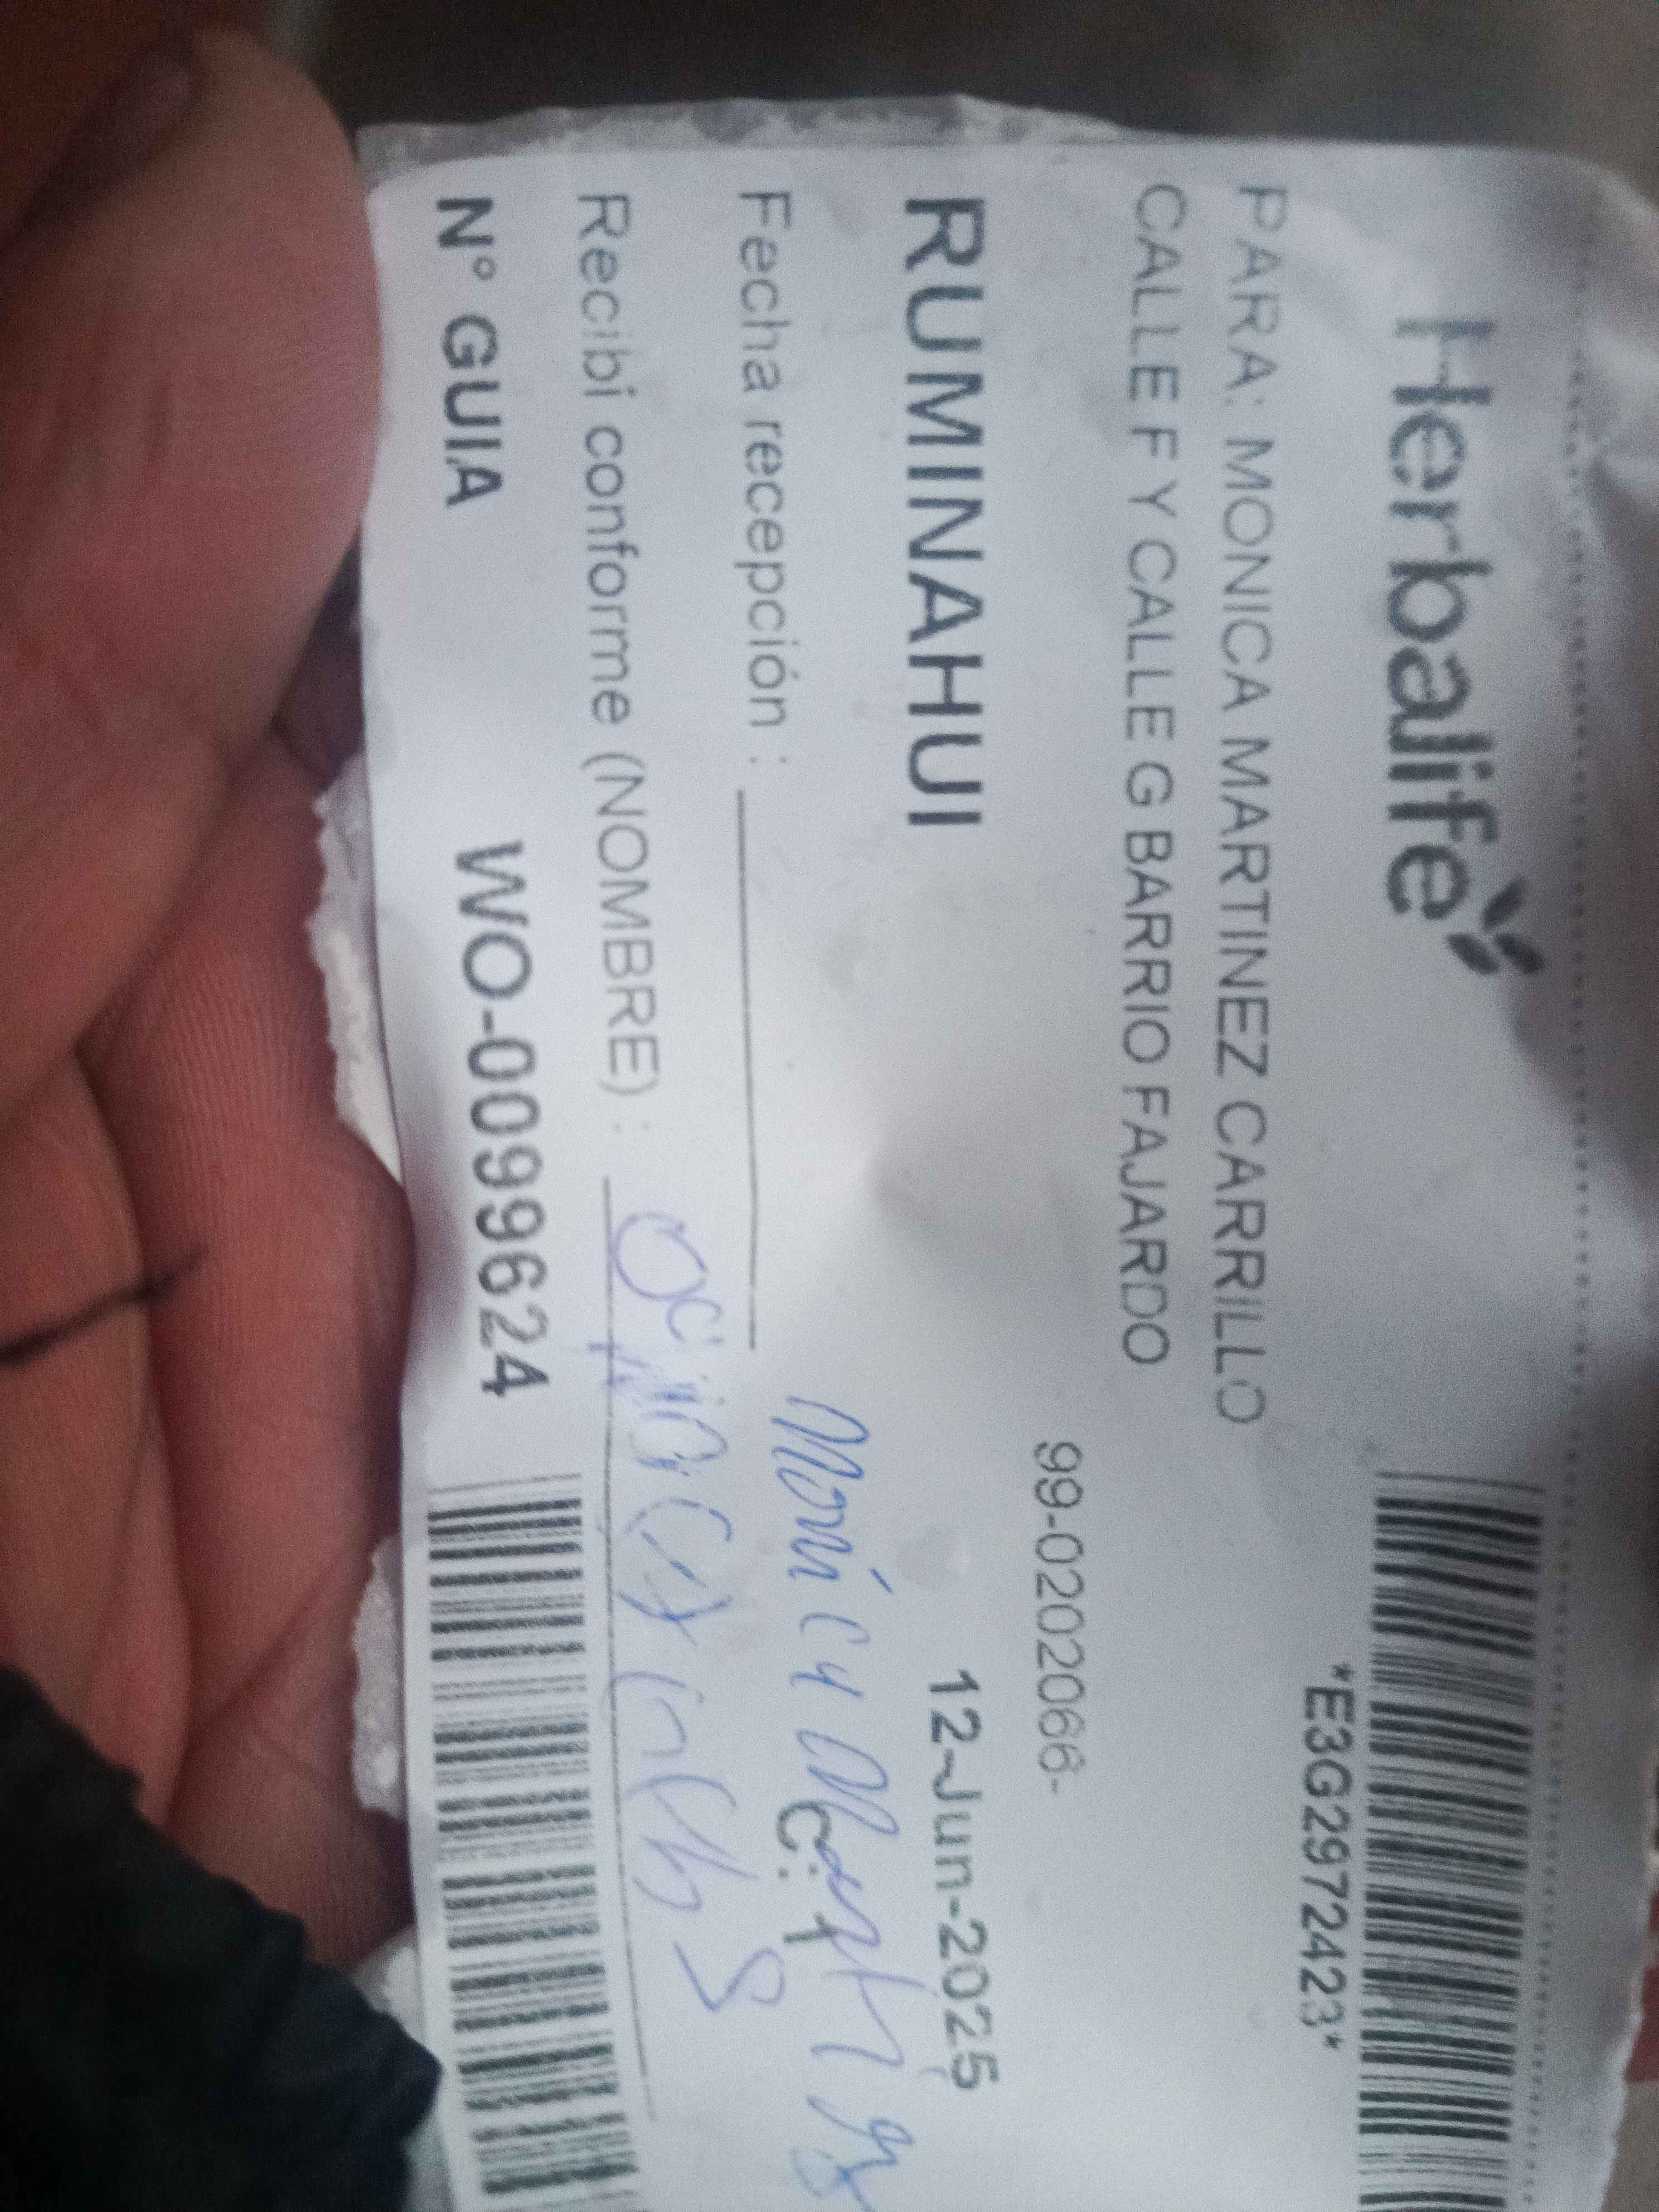 Herbalife
*E3G2972423*
PARA: MONICA MARTINEZ CARRILLO
CALLE F Y CALLE G BARRIO FAJARDO
99-0202066-
RUMINAHUI
12-Jun-2025
Mónica
Fecha recepción :
C.I
Recibí conforme (NOMBRE) :
N° GUIA WO-00996624